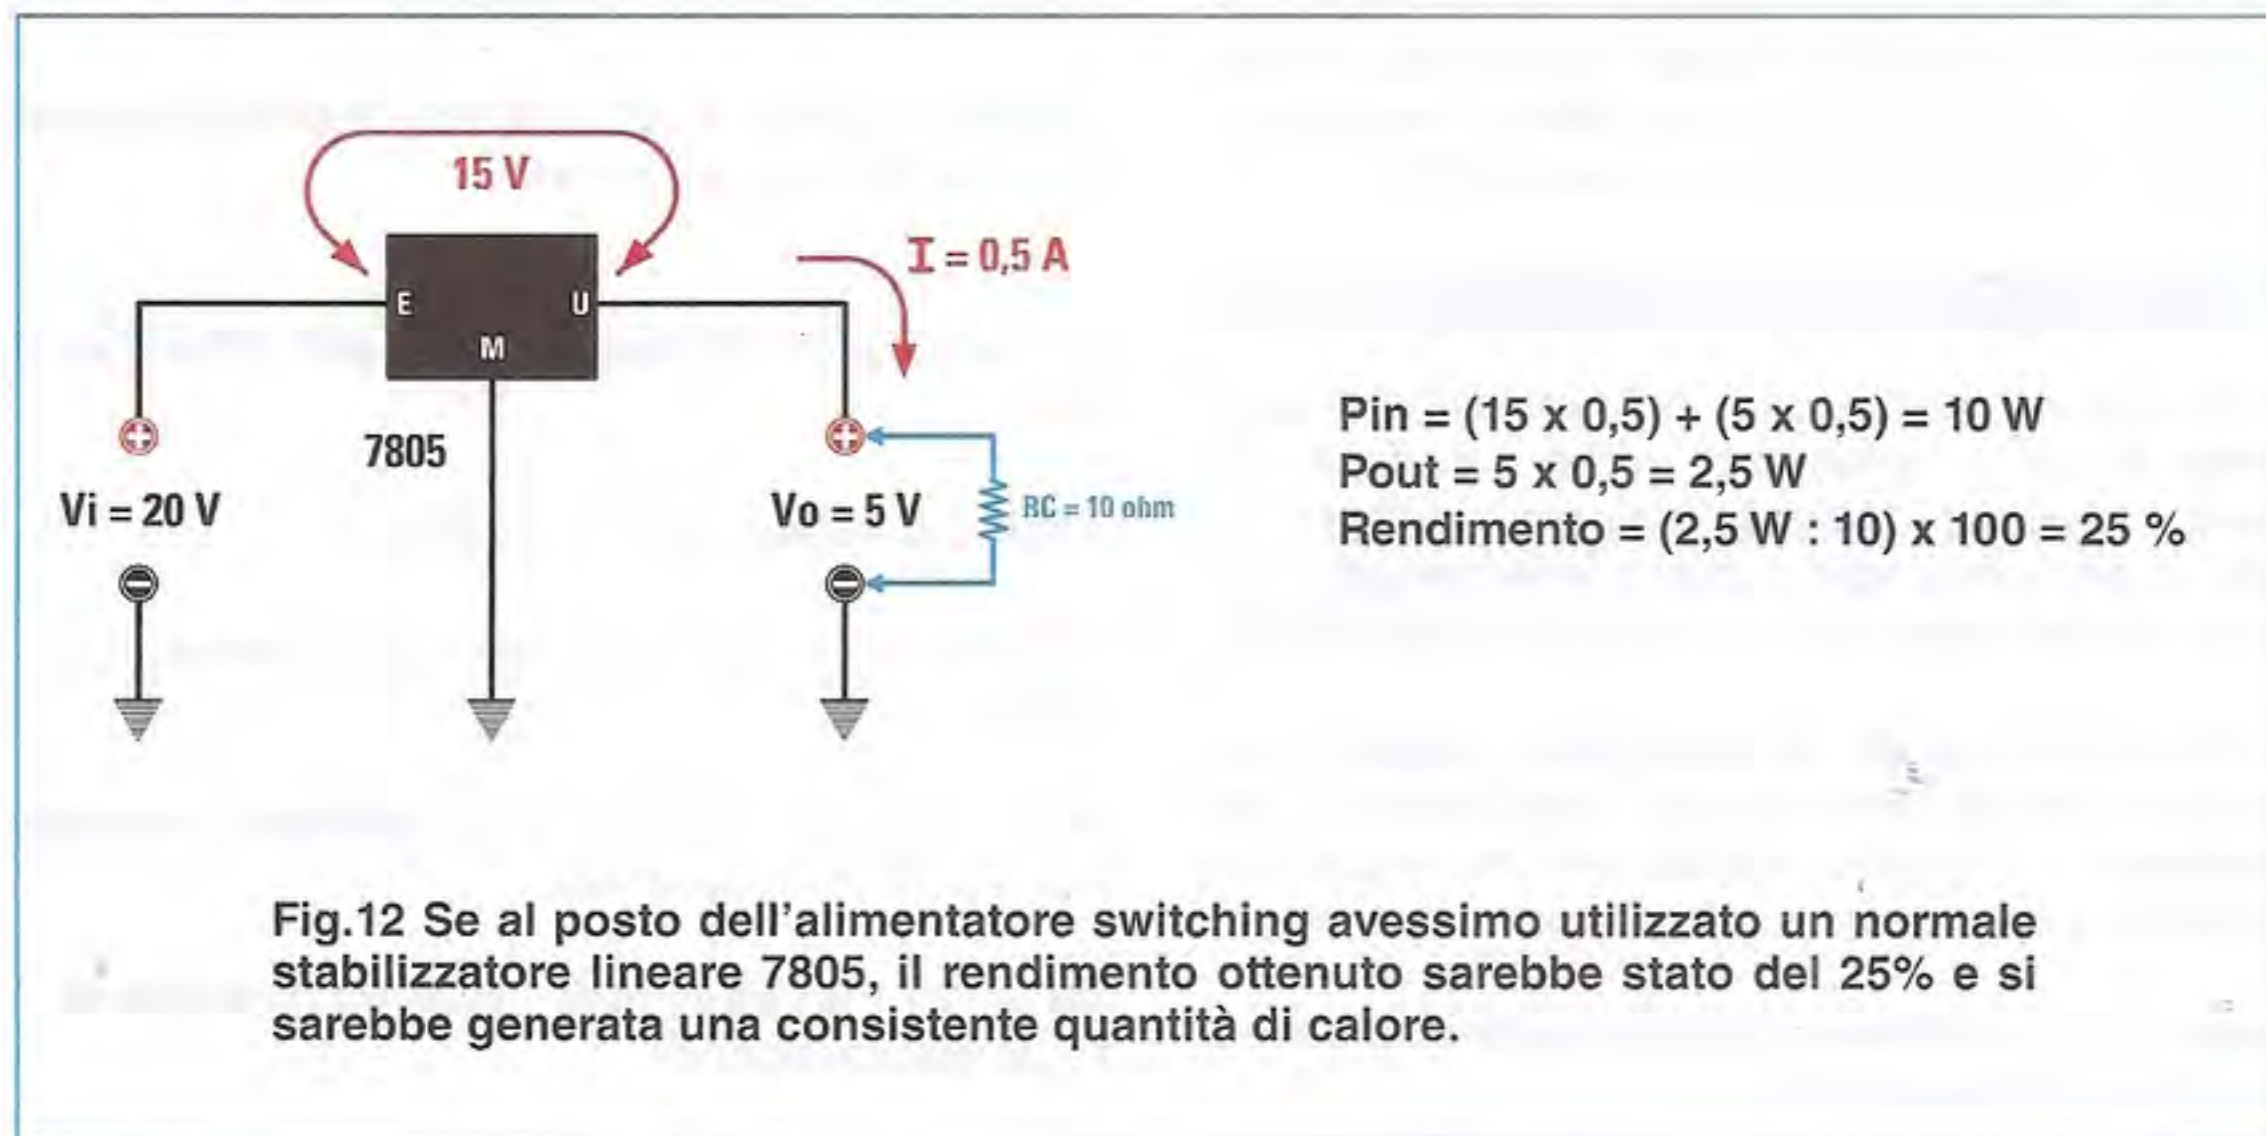 15 V
I = 0,5 A
E
U
M
7805
Vi = 20 V
Vo = 5 V
RC = 10 ohm
Pin = (15 x 0,5) + (5 x 0,5) = 10 W
Pout = 5 x 0,5 = 2,5 W
Rendimento = (2,5 W : 10) x 100 = 25 %
Fig.12 Se al posto dell'alimentatore switching avessimo utilizzato un normale
stabilizzatore lineare 7805, il rendimento ottenuto sarebbe stato del 25% e si
sarebbe generata una consistente quantità di calore.